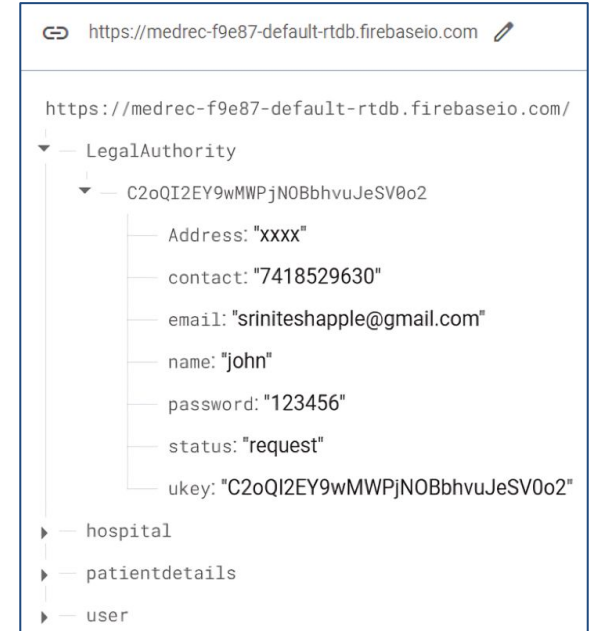 https://medrec-f9e87-default-rtdb.firebaseio.com
https://medrec-f9e87-default-rtdb.firebaseio.com/
LegalAuthority
C2oQI2EY9wMWPjNOBbhvuJeSV0o2
Address: "xxxx"
contact: "7418529630"
email: "sriniteshapple@gmail.com"
name: "john"
password: "123456"
status: "request"
ukey: "C2oQI2EY9wMWPjNOBbhvuJeSV0o2"
hospital
patientdetails
user